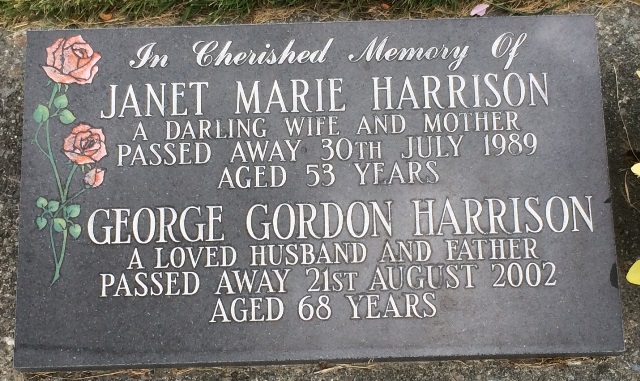 In Cherished Memory Of
JANET MARIE HARRISON
A DARLING WIFE AND MOTHER
PASSED AWAY 30TH JULY 1989
AGED 53 YEARS
GEORGE GORDON HARRISON
A LOVED HUSBAND AND FATHER
PASSED AWAY 21ST AUGUST 2002
AGED 68 YEARS